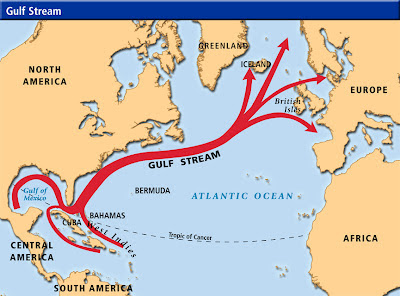 Gulf Stream
GREENLAND
ICELAND
NORTH
AMERICA
EUROPE
British
Isles
GULF STREAM
BERMUDA
ATLANTIC OCEAN
Gulf of
Mexico
CUBA
BAHAMAS
West Indies
Tropic of Cancer
CENTRAL
AMERICA
AFRICA
SOUTH
AMERICA